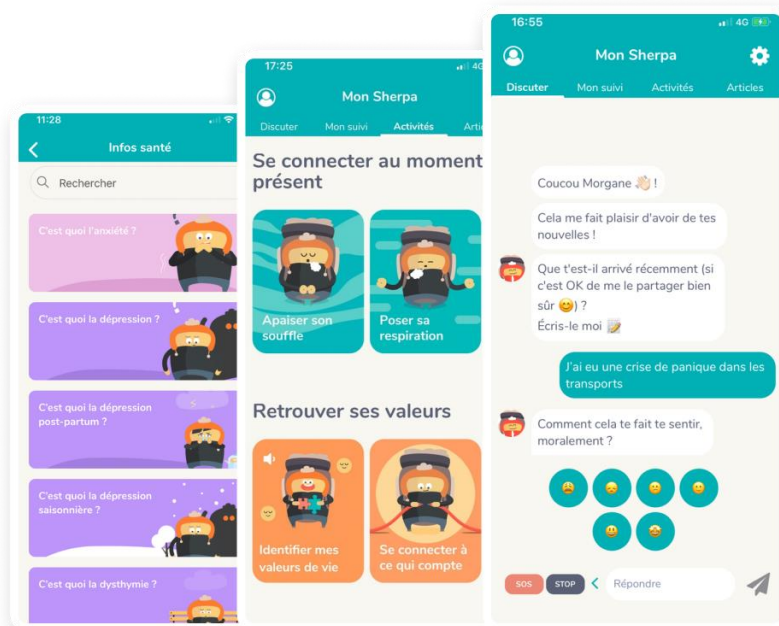 11:28
Infos santé
Rechercher
C'est quoi l'anxiété ?
C'est quoi la dépression ?
C'est quoi la dépression
post-partum ?
C'est quoi la dépression
saisonnière ?
C'est quoi la dysthymie ?
17:25
4G
Mon Sherpa
Discuter Mon suivi Activités Artic
Se connecter au moment
présent
Apaiser son
souffle
Poser sa
respiration
Retrouver ses valeurs
Identifier mes
valeurs de vie
Se connecter à
ce qui compte
16:55
4G
Mon Sherpa
Discuter Mon suivi Activités Articles
Coucou Morgane 👋🏻 !
Cela me fait plaisir d'avoir de tes
nouvelles !
Que t'est-il arrivé récemment (si
c'est OK de me le partager bien
sûr 😊) ?
Écris-le moi 📝
J'ai eu une crise de panique dans les
transports
Comment cela te fait te sentir,
moralement ?
SOS STOP Répondre